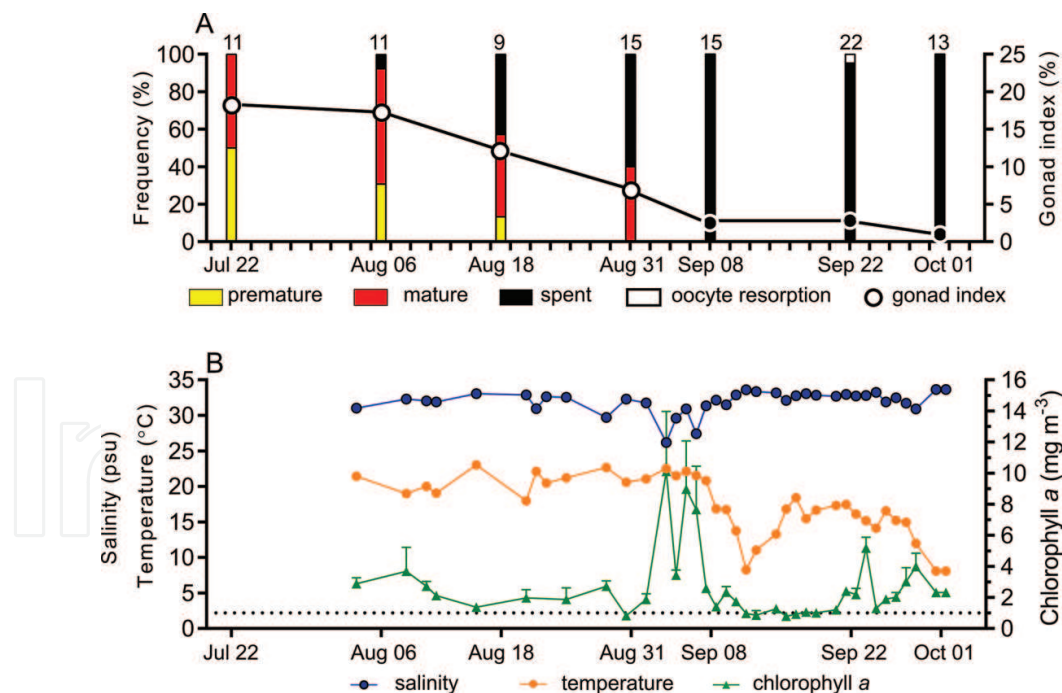 A
11 11 9 15 15 22 13
100 25
80 20
60 15
40 10
20 5
0 0
Frequency (%)
Gonad index (%)
Jul 22 Aug 06 Aug 18 Aug 31 Sep 08 Sep 22 Oct 01
premature mature spent oocyte resorption gonad index
B
35 16
30 14
25 12
20 10
15 8
10 6
5 4
0 2
0
Salinity (psu)
Temperature (°C)
Chlorophyll a (mg m-3)
Jul 22 Aug 06 Aug 18 Aug 31 Sep 08 Sep 22 Oct 01
salinity temperature chlorophyll a